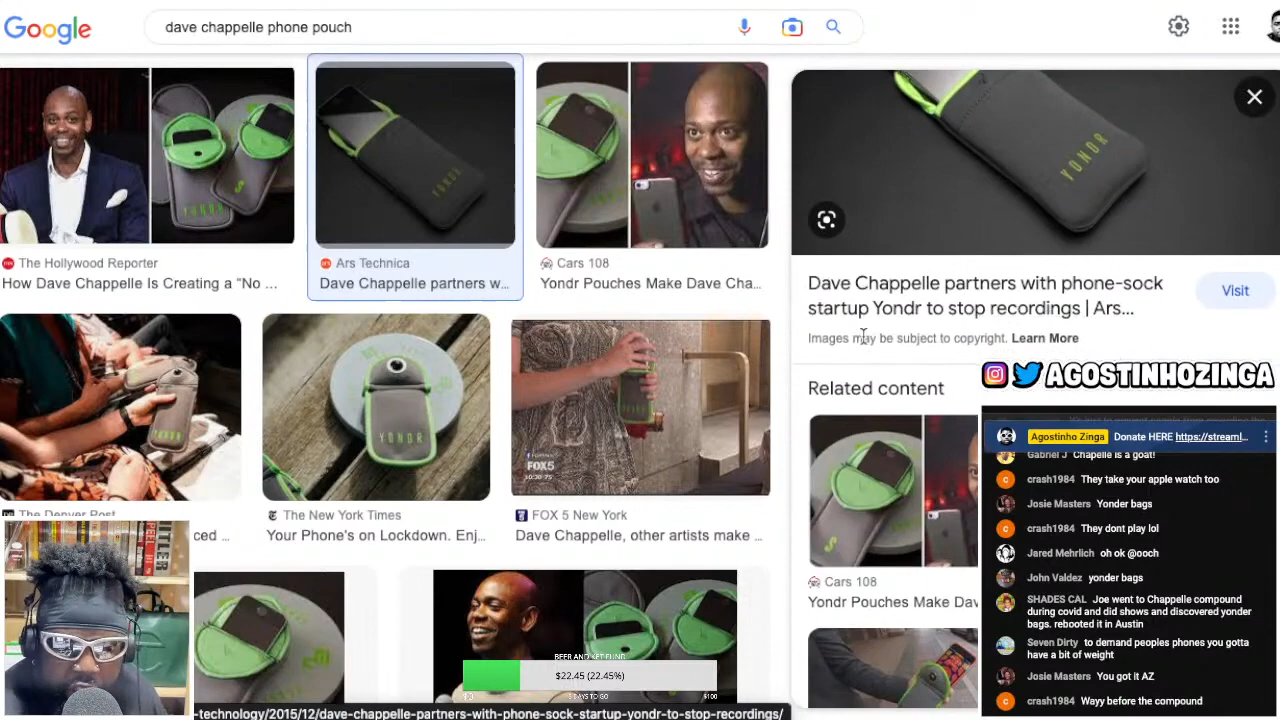 Google
dave chappelle phone pouch
YONDR
The Hollywood Reporter
How Dave Chappelle Is Creating a “No ...
Ars Technica
Dave Chappelle partners w...
Cars 108
Yondr Pouches Make Dave Cha...
YONDR
Dave Chappelle partners with phone-sock
startup Yondr to stop recordings | Ars...
Visit
Images may be subject to copyright. Learn More
Related content
YONDR
YONDR
FOX5
The Denver Post
ced ...
The New York Times
Your Phone's on Lockdown. Enj...
FOX 5 New York
Dave Chappelle, other artists make ...
Cars 108
Yondr Pouches Make Dav
AGOSTINHOZINGA
Agostinho Zinga Donate HERE https://streaml...
Gabriel J Chapelle is a goat!
crash1984 They take your apple watch too
Josie Masters Yonder bags
crash1984 They dont play lol
Jared Mehrlich oh ok @ooch
John Valdez yonder bags
SHADES CAL Joe went to Chappelle compound
during covid and did shows and discovered yonder
bags. rebooted it in Austin
Seven Dirty to demand peoples phones you gotta
have a bit of weight
Josie Masters You got it AZ
crash1984 Wayy before the compound
BEER AND KET FUND
$22.45 (22.45%)
$100
-technology/2015/12/dave-chappelle-partners-with-phone-sock-startup-yondr-to-stop-recordings/